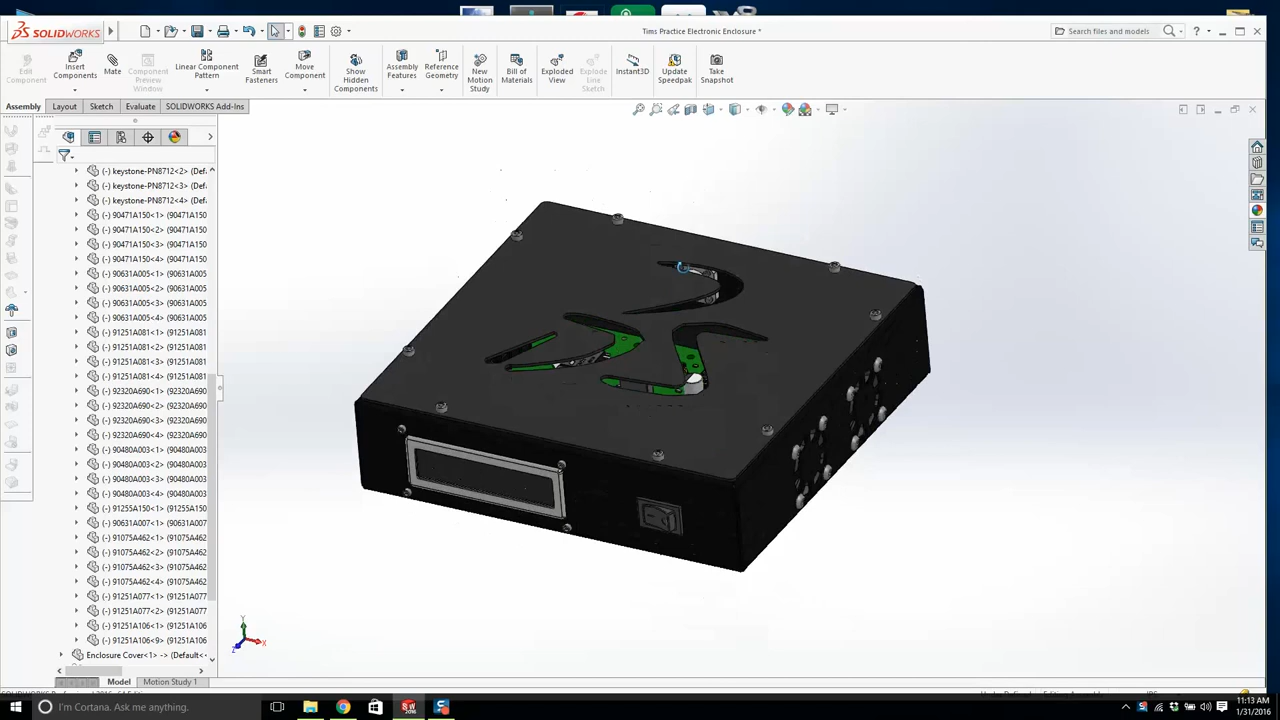 SOLIDWORKS
Tims Practice Electronic Enclosure *
Search files and models
Edit Component
Insert Components
Mate
Component Preview Window
Linear Component Pattern
Smart Fasteners
Move Component
Show Hidden Components
Assembly Features
Reference Geometry
New Motion Study
Bill of Materials
Exploded View
Explode Line Sketch
Instant3D
Update Speedpak
Take Snapshot
Assembly Layout Sketch Evaluate SOLIDWORKS Add-Ins
(-) keystone-PN8712<2> (Def
(-) keystone-PN8712<3> (Def
(-) keystone-PN8712<4> (Def
(-) 90471A150<1> (90471A150
(-) 90471A150<2> (90471A150
(-) 90471A150<3> (90471A150
(-) 90471A150<4> (90471A150
(-) 90631A005<1> (90631A005
(-) 90631A005<2> (90631A005
(-) 90631A005<3> (90631A005
(-) 90631A005<4> (90631A005
(-) 91251A081<1> (91251A081
(-) 91251A081<2> (91251A081
(-) 91251A081<3> (91251A081
(-) 91251A081<4> (91251A081
(-) 92320A690<1> (92320A690
(-) 92320A690<2> (92320A690
(-) 92320A690<3> (92320A690
(-) 92320A690<4> (92320A690
(-) 90480A003<1> (90480A003
(-) 90480A003<2> (90480A003
(-) 90480A003<3> (90480A003
(-) 90480A003<4> (90480A003
(-) 91255A150<1> (91255A150
(-) 90631A007<1> (90631A007
(-) 91075A462<1> (91075A462
(-) 91075A462<2> (91075A462
(-) 91075A462<3> (91075A462
(-) 91075A462<4> (91075A462
(-) 91251A077<1> (91251A077
(-) 91251A077<2> (91251A077
(-) 91251A106<1> (91251A106
(-) 91251A106<9> (91251A106
Enclosure Cover<1> -> (Default<
Y
X
Z
Model Motion Study 1
I'm Cortana. Ask me anything.
11:13 AM
1/31/2016